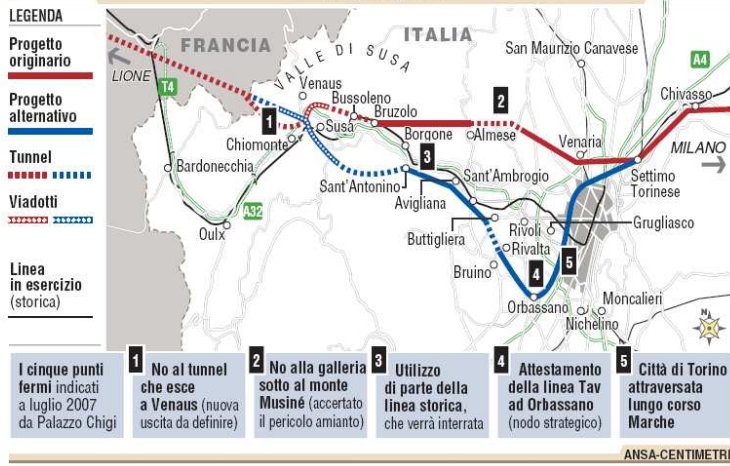 LEGENDA
Progetto
originario
Progetto
alternativo
Tunnel
Viadotti
Linea
in esercizio
(storica)
FRANCIA
ITALIA
VALLE DI SUSA
LIONE
T4
A4
A32
San Maurizio Canavese
Chivasso
MILANO
Venaus
Bussoleno
Bruzolo
1
2
Susa
Borgone
Almese
Venaria
Chiomonte
3
Bardonecchia
Sant'Antonino
Sant'Ambrogio
Settimo
Torinese
Avigliana
Oulx
Buttigliera
Rivoli
Grugliasco
Rivalta
5
Bruino
4
Orbassano
Moncalieri
Nichelino
N
I cinque punti
fermi indicati
a luglio 2007
da Palazzo Chigi
1
No al tunnel
che esce
a Venaus (nuova
uscita da definire)
2
No alla galleria
sotto al monte
Musiné (accertato
il pericolo amianto)
3
Utilizzo
di parte della
linea storica,
che verrà interrata
4
Attestamento
della linea Tav
ad Orbassano
(nodo strategico)
5
Città di Torino
attraversata
lungo corso
Marche
ANSA-CENTIMETRI